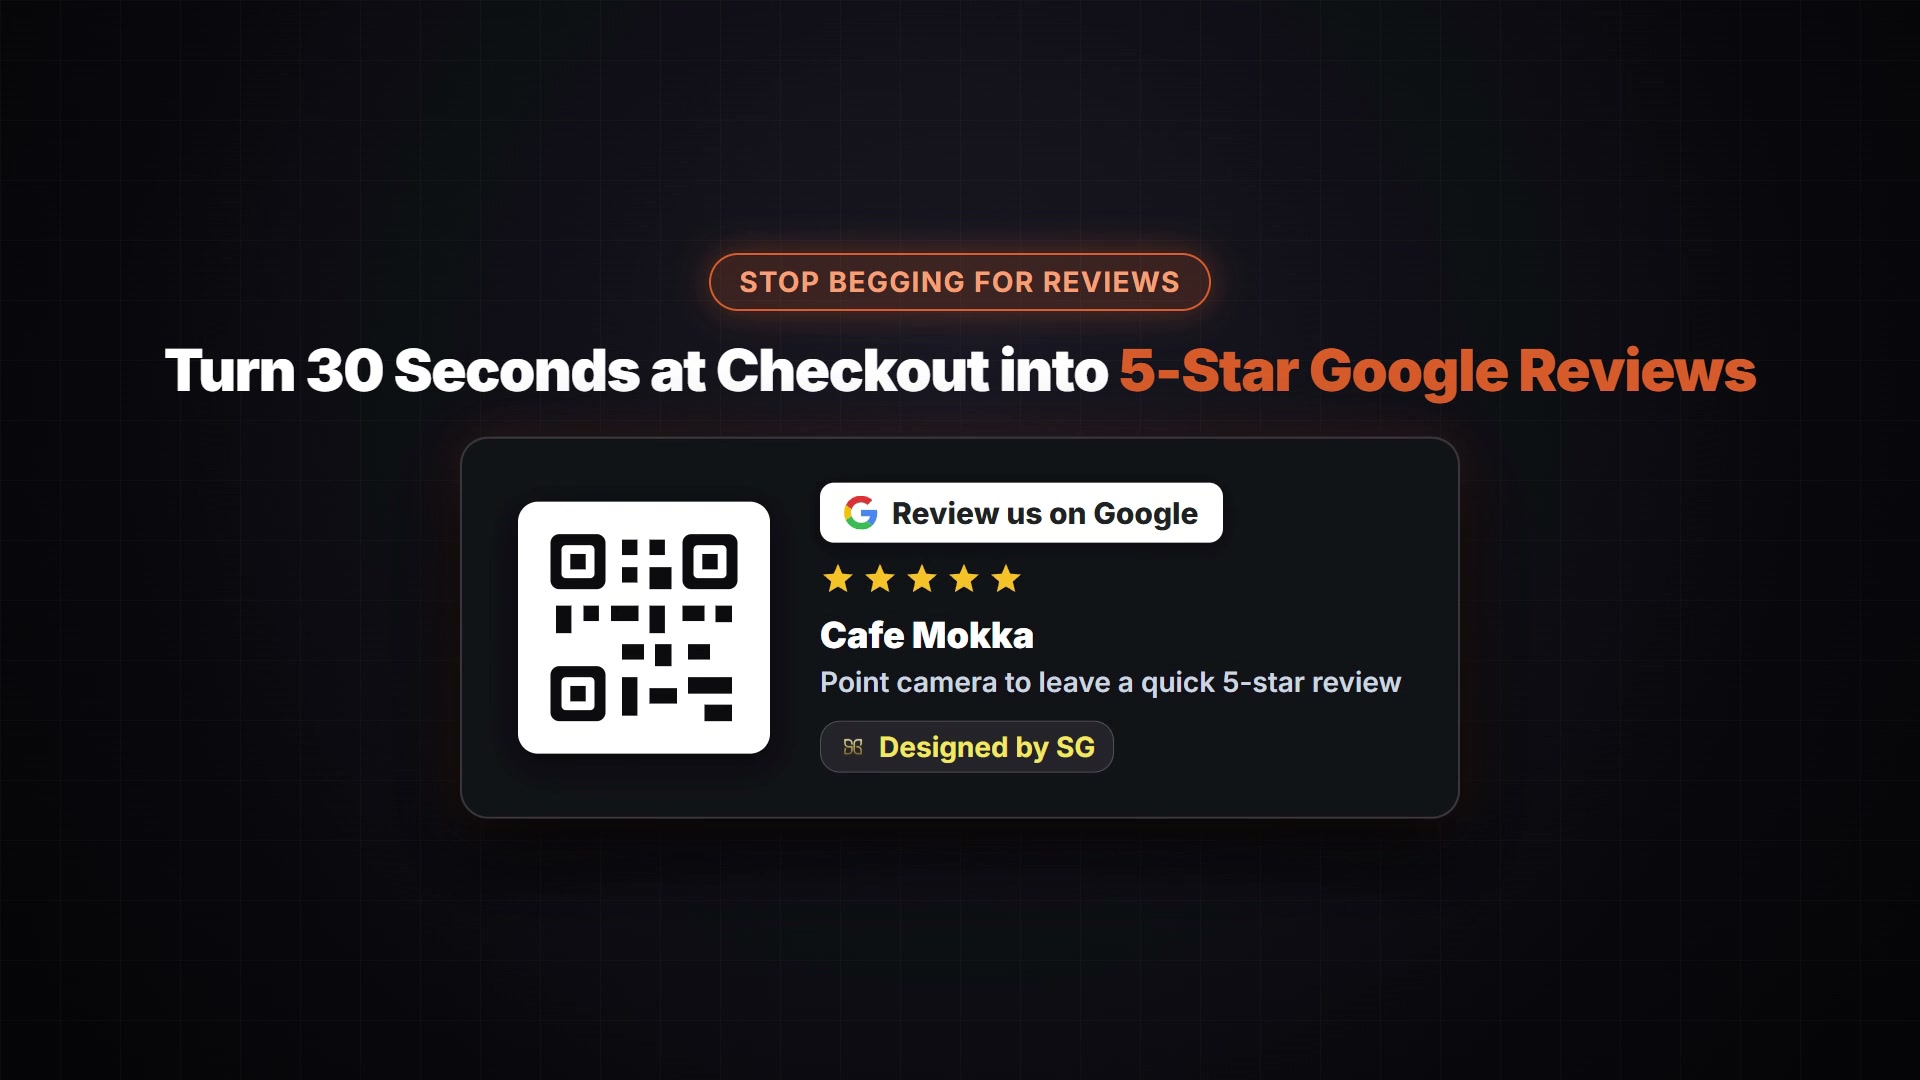 STOP BEGGING FOR REVIEWS
Turn 30 Seconds at Checkout into 5-Star Google Reviews
Review us on Google
Cafe Mokka
Point camera to leave a quick 5-star review
Designed by SG